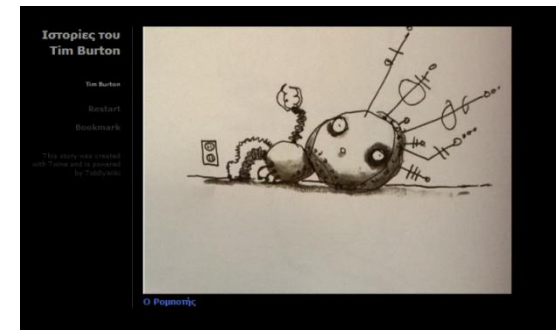 Ιστορίες του
Tim Burton
Tim Burton
Restart
Bookmark
This story was created
with Twine and is powered
by TiddlyWiki
Ο Ρομποτής